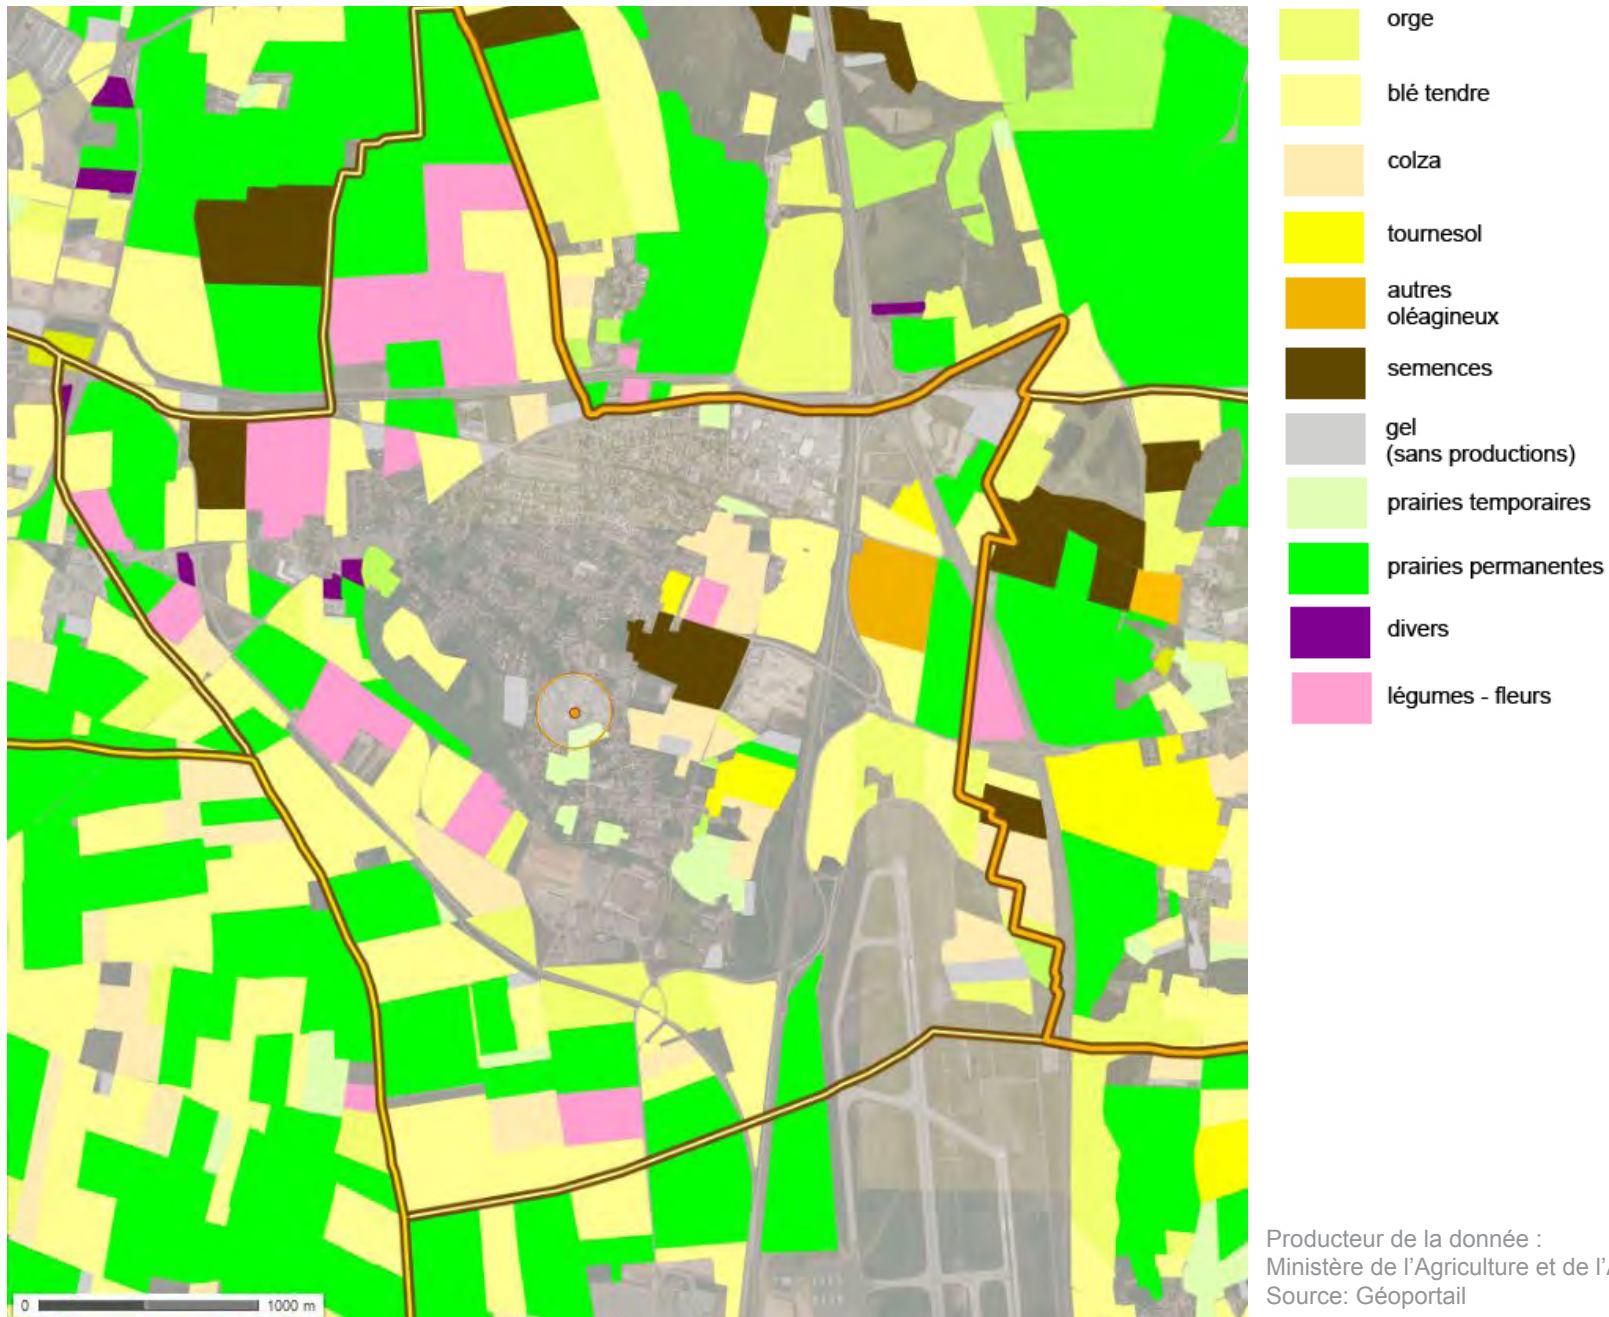 orge
blé tendre
colza
tournesol
autres
oléagineux
semences
gel
(sans productions)
prairies temporaires
prairies permanentes
divers
légumes - fleurs
Producteur de la donnée :
Ministère de l'Agriculture et de l'A
Source: Géoportail
0 1000 m